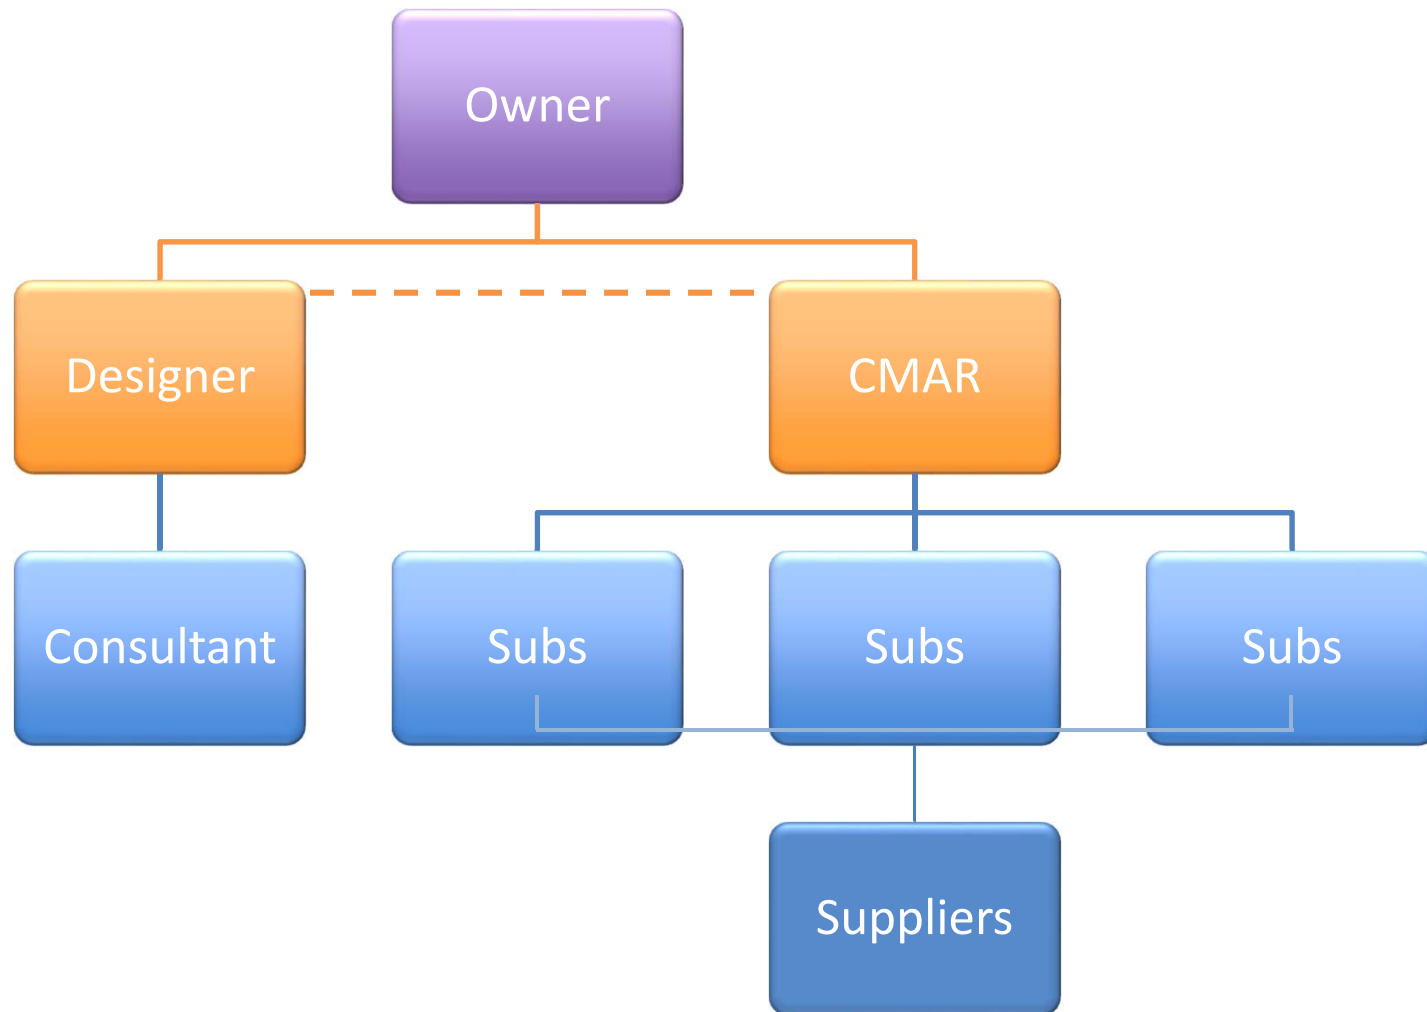 Owner
Designer
CMAR
Consultant
Subs
Subs
Subs
Suppliers